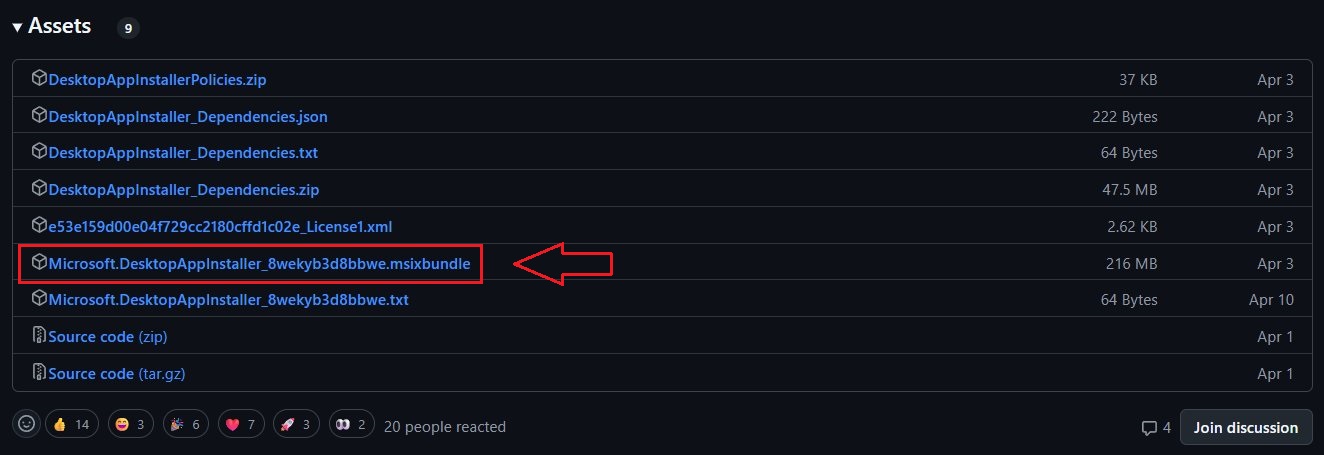 Assets 9
DesktopAppInstallerPolicies.zip 37 KB Apr 3
DesktopAppInstaller_Dependencies.json 222 Bytes Apr 3
DesktopAppInstaller_Dependencies.txt 64 Bytes Apr 3
DesktopAppInstaller_Dependencies.zip 47.5 MB Apr 3
e53e159d00e04f729cc2180cffd1c02e_License1.xml 2.62 KB Apr 3
Microsoft.DesktopAppInstaller_8wekyb3d8bbwe.msixbundle 216 MB Apr 3
Microsoft.DesktopAppInstaller_8wekyb3d8bbwe.txt 64 Bytes Apr 10
Source code (zip) Apr 1
Source code (tar.gz) Apr 1
14 3 6 7 3 2 20 people reacted 4 Join discussion